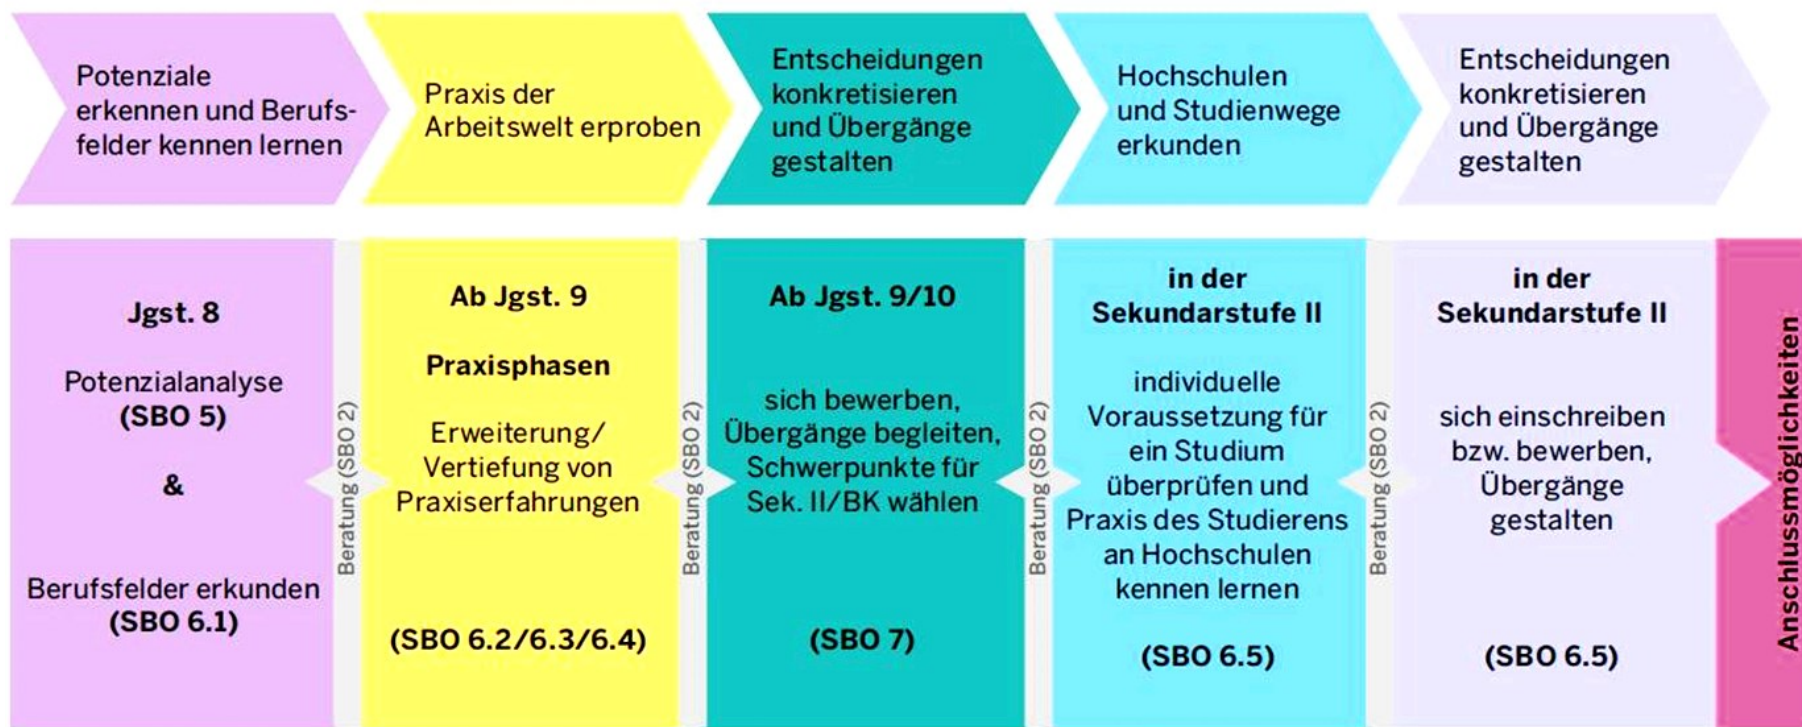 Potenziale
erkennen und Berufs-
felder kennen lernen
Praxis der
Arbeitswelt erproben
Entscheidungen
konkretisieren
und Übergänge
gestalten
Hochschulen
und Studienwege
erkunden
Entscheidungen
konkretisieren
und Übergänge
gestalten
Jgst. 8
Potenzialanalyse
(SBO 5)
&
Berufsfelder erkunden
(SBO 6.1)
Beratung (SBO 2)
Ab Jgst. 9
Praxisphasen
Erweiterung/
Vertiefung von
Praxiserfahrungen
(SBO 6.2/6.3/6.4)
Beratung (SBO 2)
Ab Jgst. 9/10
sich bewerben,
Übergänge begleiten,
Schwerpunkte für
Sek. II/BK wählen
(SBO 7)
Beratung (SBO 2)
in der
Sekundarstufe II
individuelle
Voraussetzung für
ein Studium
überprüfen und
Praxis des Studierens
an Hochschulen
kennen lernen
(SBO 6.5)
Beratung (SBO 2)
in der
Sekundarstufe II
sich einschreiben
bzw. bewerben,
Übergänge
gestalten
(SBO 6.5)
Anschlussmöglichkeiten